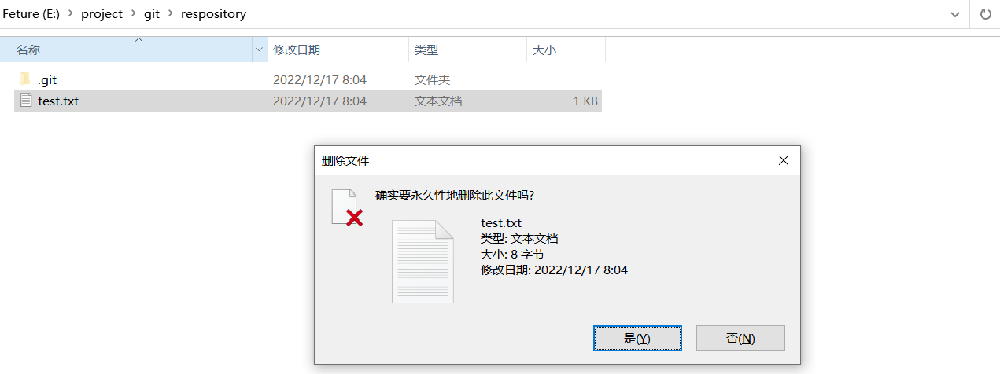 Feture (E:) > project > git > respository
名称 修改日期 类型 大小
.git 2022/12/17 8:04 文件夹
test.txt 2022/12/17 8:04 文本文档 1 KB
删除文件
确实要永久性地删除此文件吗?
test.txt
类型: 文本文档
大小: 8 字节
修改日期: 2022/12/17 8:04
是(Y) 否(N)